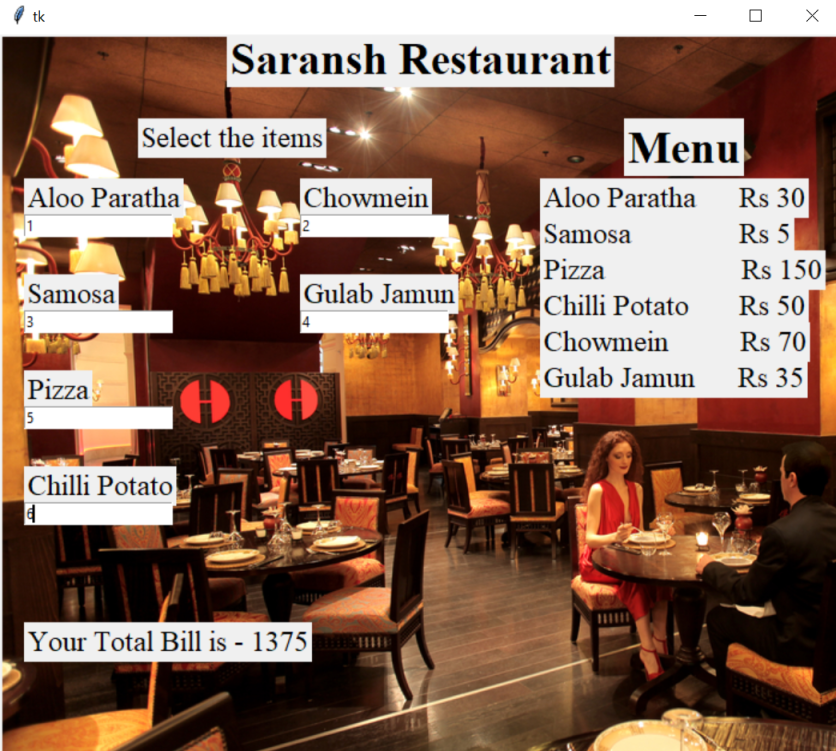 tk
Saransh Restaurant
Select the items
Aloo Paratha
1
Chowmein
2
Samosa
3
Gulab Jamun
4
Pizza
5
Chilli Potato
6
Your Total Bill is - 1375
Menu
Aloo Paratha Rs 30
Samosa Rs 5
Pizza Rs 150
Chilli Potato Rs 50
Chowmein Rs 70
Gulab Jamun Rs 35